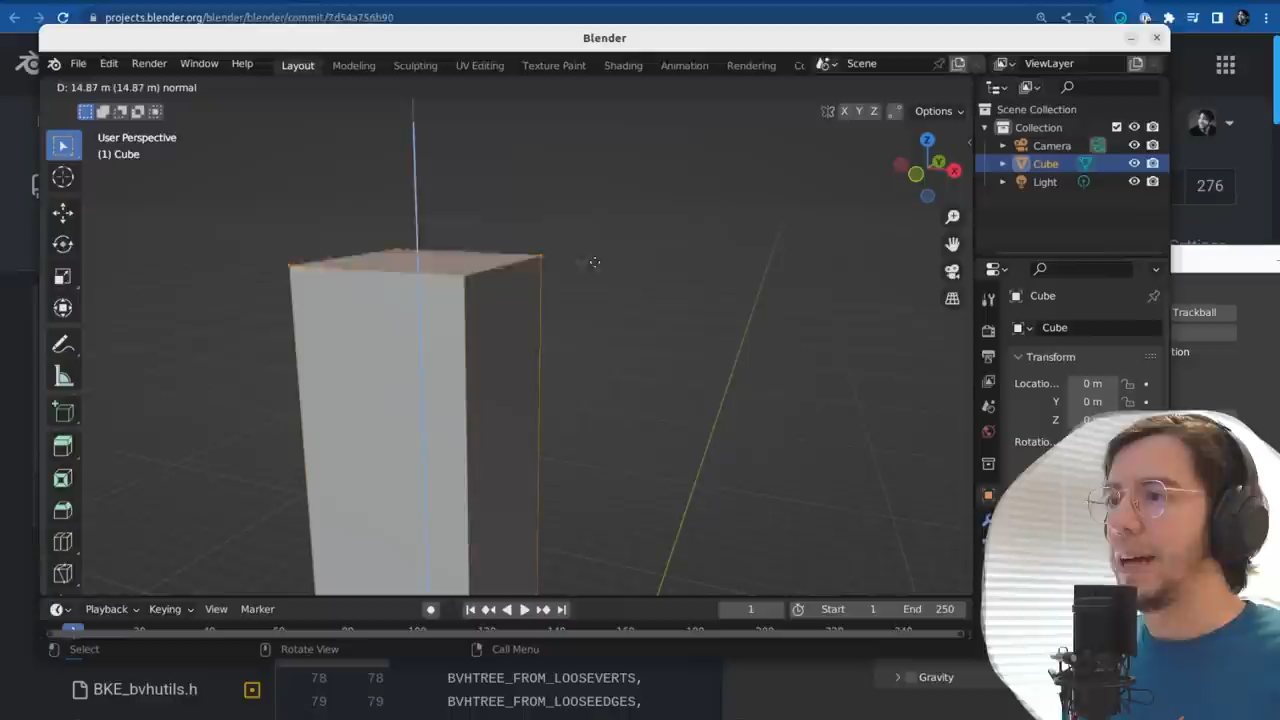 projects.blender.org/blender/blender/commit/7d54a756b90
Blender
File Edit Render Window Help Layout Modeling Sculpting UV Editing Texture Paint Shading Animation Rendering Scene ViewLayer
D: 14.87 m (14.87 m) normal
X Y Z Options
User Perspective
(1) Cube
Z
Y
X
Scene Collection
Collection
Camera
Cube
Light
276
Cube
Cube
Transform
Locatio... 0 m
Y 0 m
Z
Rotatio...
Trackball
Playback Keying View Marker 1 Start 1 End 250
Select Rotate View Call Menu
BKE_bvhutils.h
78 78 BVHTREE_FROM_LOOSEVERTS,
79 79 BVHTREE_FROM_LOOSEEDGES,
Gravity